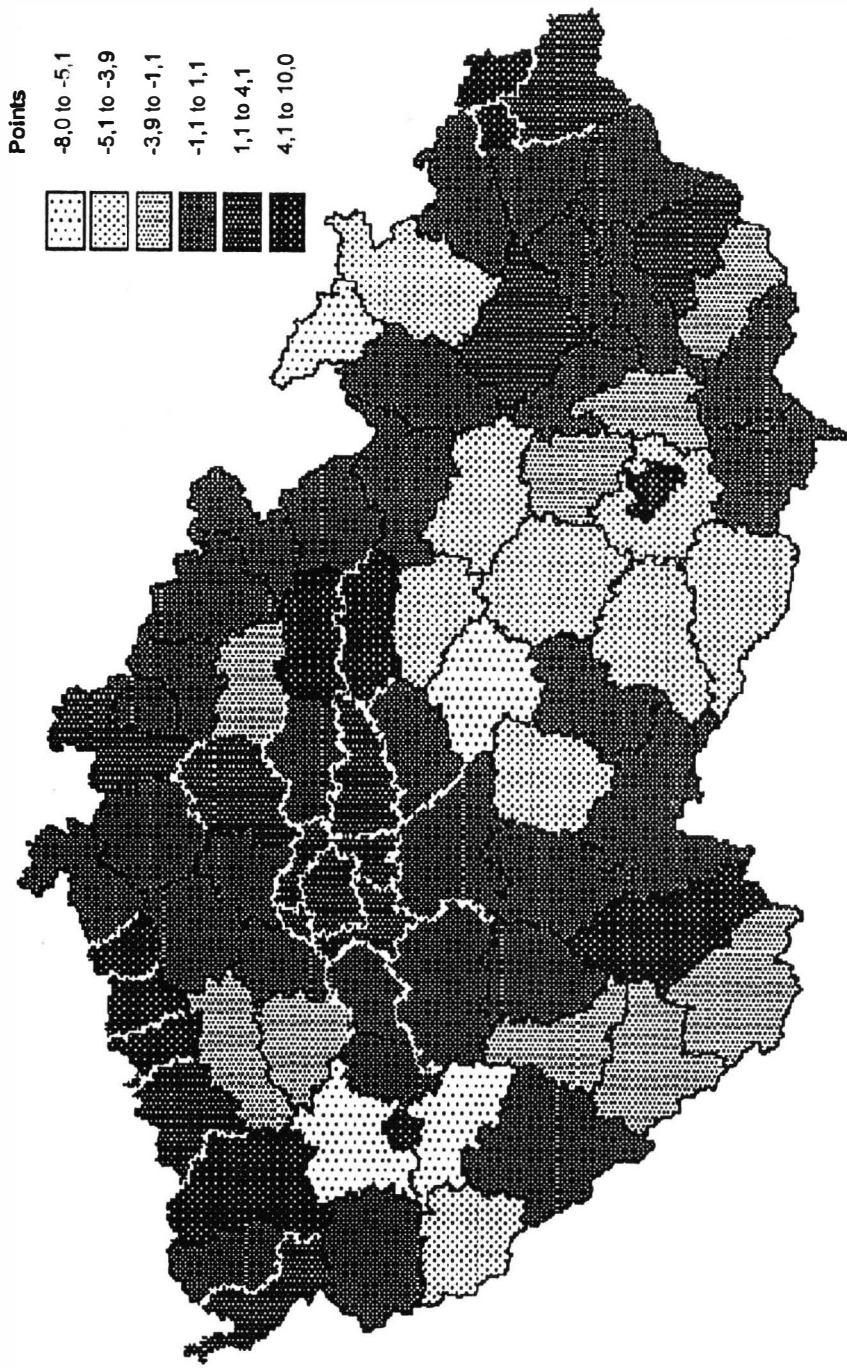 Points
-8,0 to -5,1
-5,1 to -3,9
-3,9 to -1,1
-1,1 to 1,1
1,1 to 4,1
4,1 to 10,0